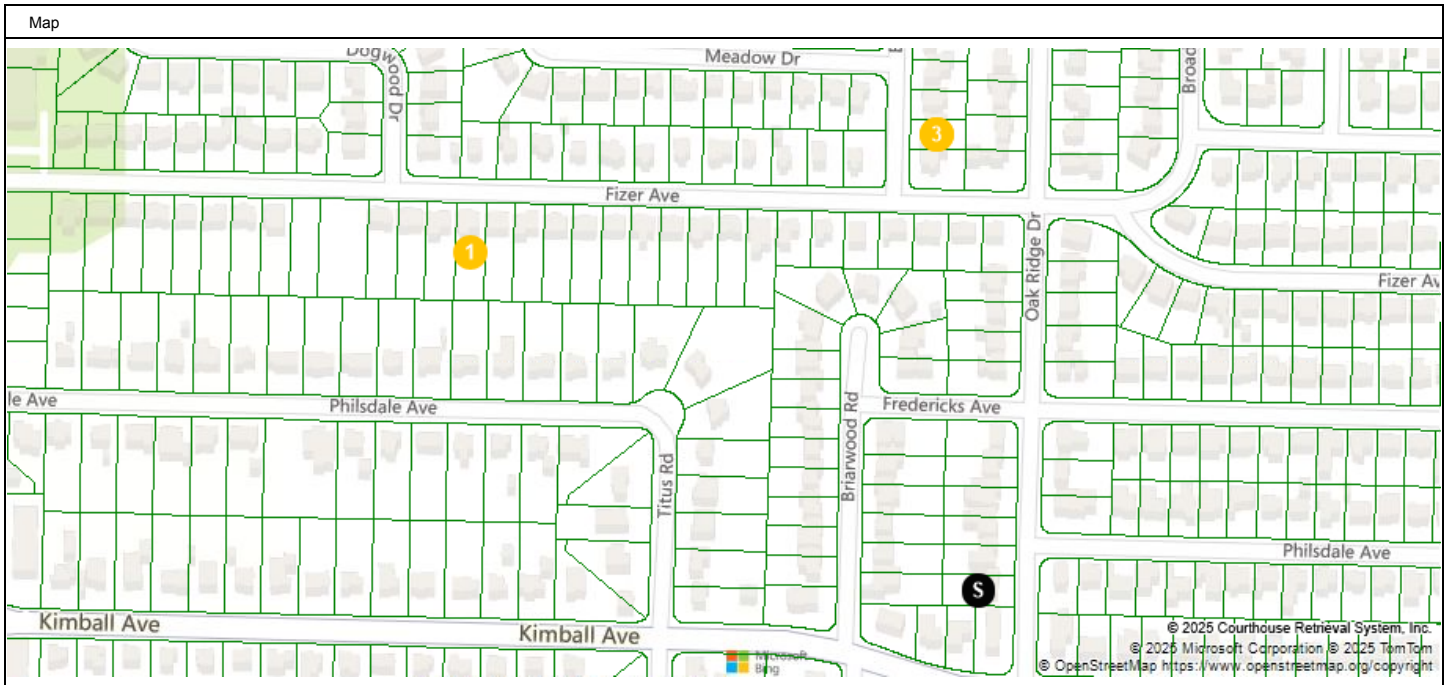 Map
Dogwood Dr
Meadow Dr
Broad
3
Fizer Ave
1
Oak Ridge Dr
Fizer Av
le Ave
Philsdale Ave
Fredericks Ave
Briarwood Rd
Titus Rd
Philsdale Ave
S
Kimball Ave
Kimball Ave
© 2025 Courthouse Retrieval System, Inc.
© 2025 Microsoft Corporation © 2025 TomTom
© OpenStreetMap https://www.openstreetmap.org/copyright
Microsoft
Bing